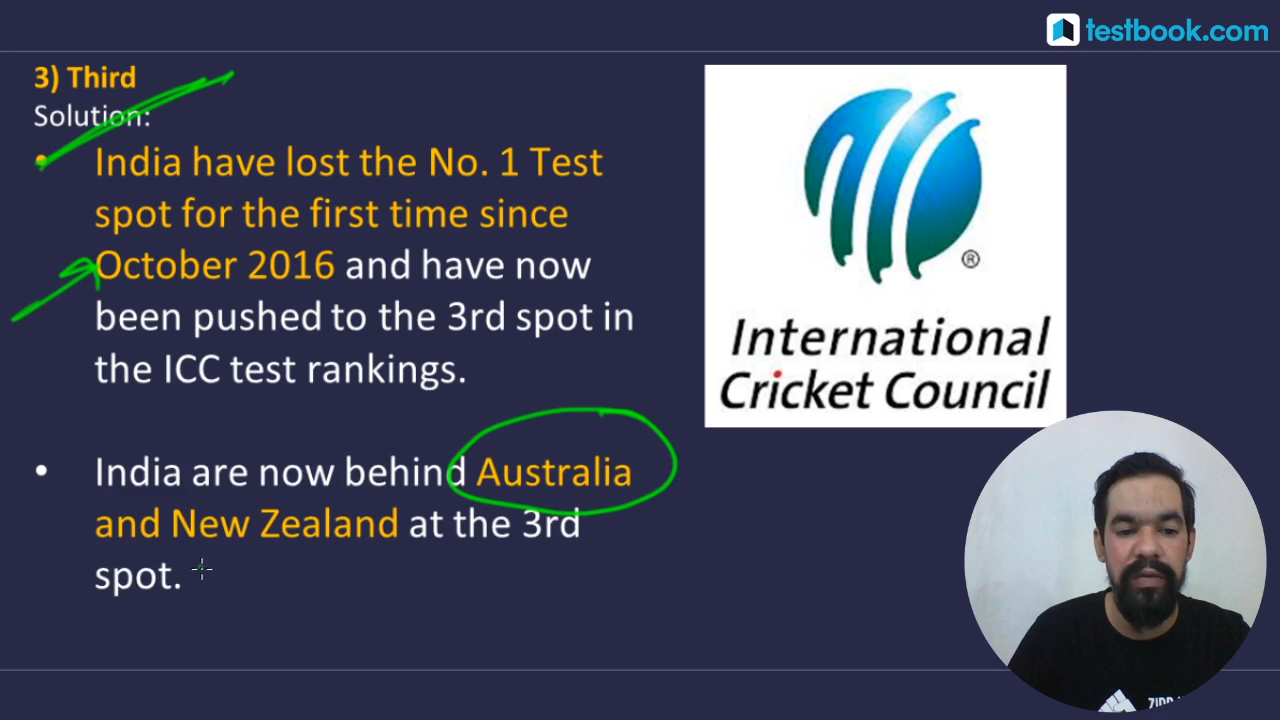 testbook.com
3) Third
Solution:
• India have lost the No. 1 Test
spot for the first time since
October 2016 and have now
been pushed to the 3rd spot in
the ICC test rankings.
• India are now behind Australia
and New Zealand at the 3rd
spot.
®
International
Cricket Council